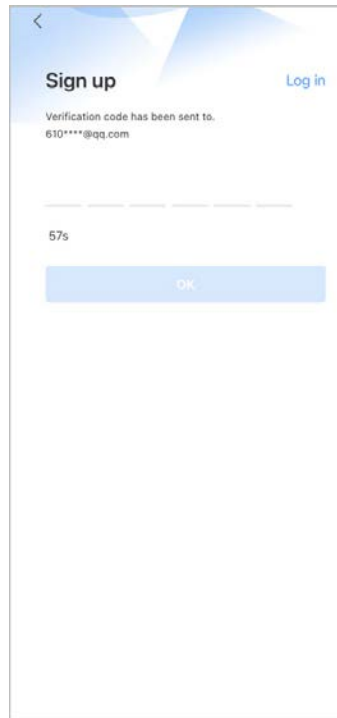 Sign up
Log in
Verification code has been sent to.
610****@qq.com
57s
OK